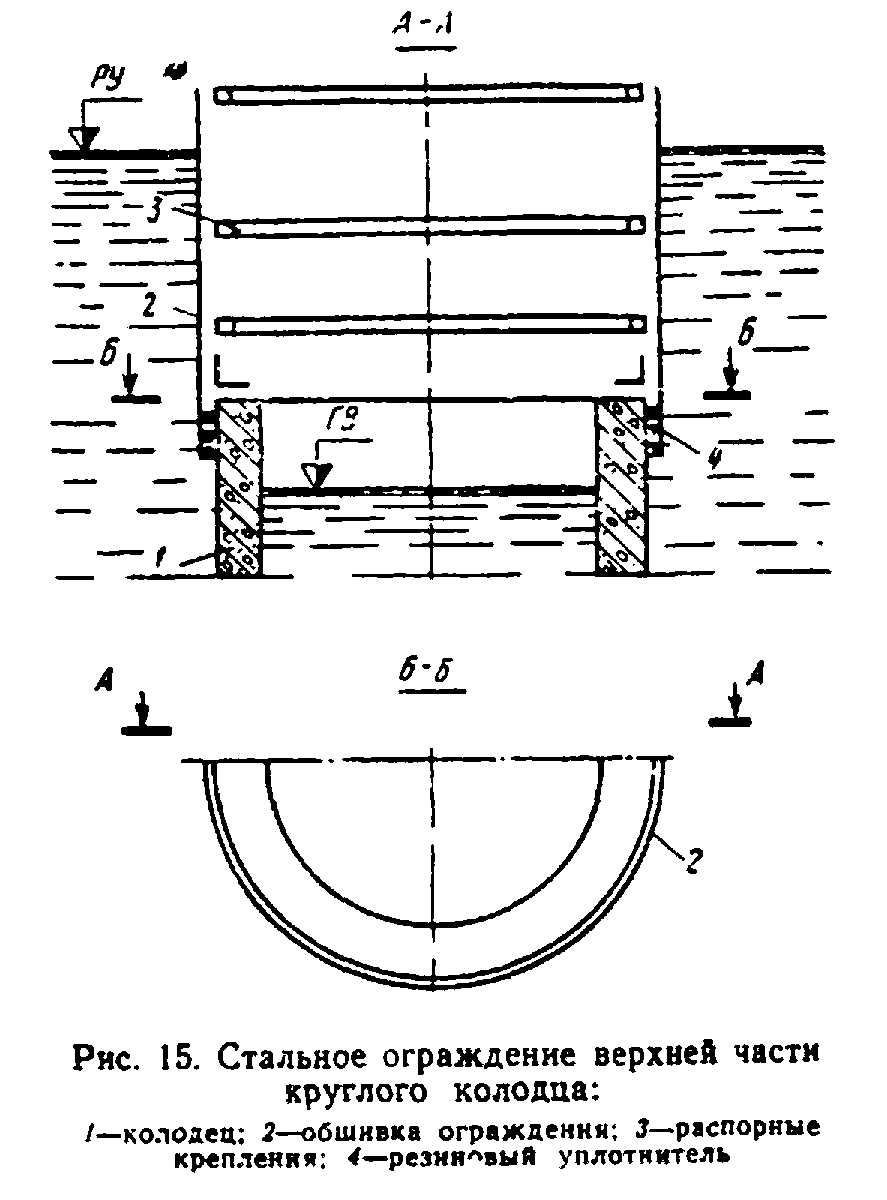 А-А
РУ
3
2
Б
Б
ГВ
4
1
Б-Б
А
А
2
Рис. 15. Стальное ограждение верхней части
круглого колодца:
1—колодец; 2—обшивка ограждения; 3—распорные
крепления; 4—резиновый уплотнитель